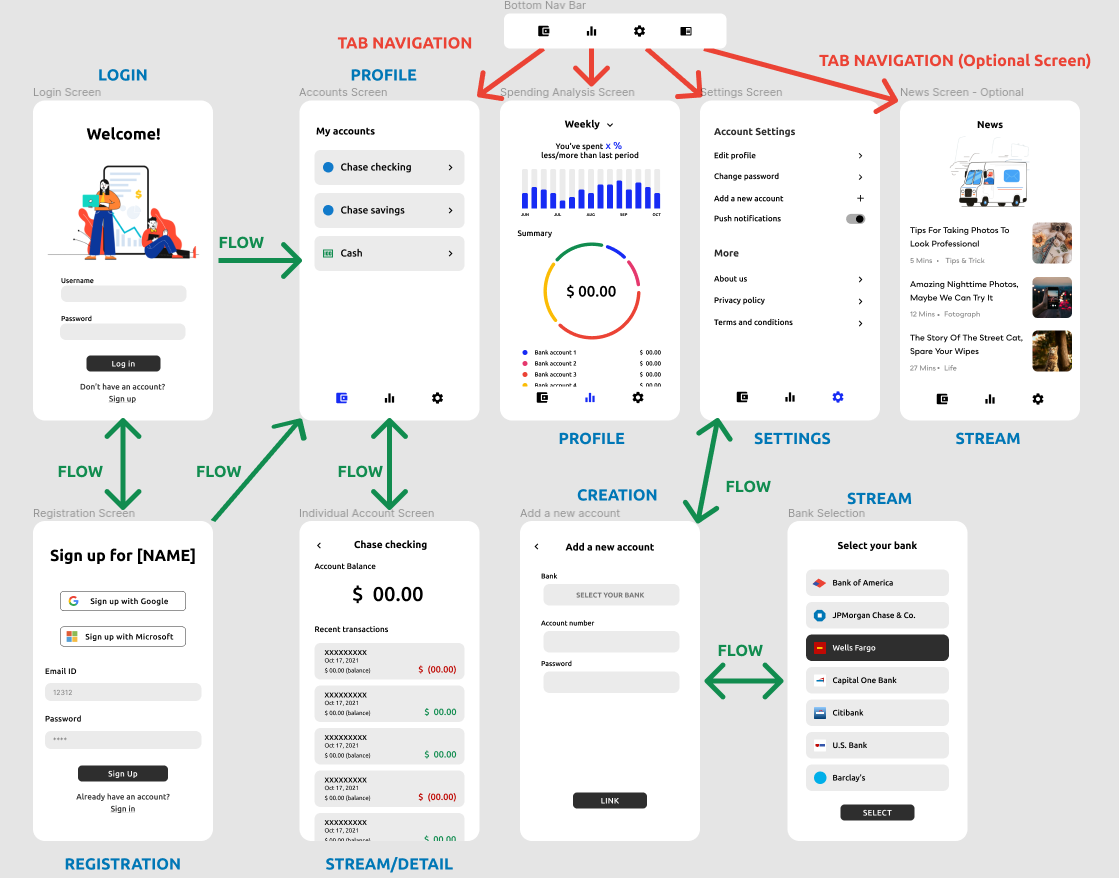 Bottom Nav Bar
TAB NAVIGATION
TAB NAVIGATION (Optional Screen)
LOGIN
PROFILE
Login Screen
Welcome!
Username
Password
Log in
Don't have an account?
Sign up
FLOW
Accounts Screen
My accounts
Chase checking
Chase savings
Cash
Spending Analysis Screen
Weekly
You've spent x %
less/more than last period
JUN JUL AUG SEP OCT
Summary
$ 00.00
Bank account 1 $ 00.00
Bank account 2 $ 00.00
Bank account 3 $ 00.00
Bank account 4 $ 00.00
Settings Screen
Account Settings
Edit profile
Change password
Add a new account
Push notifications
More
About us
Privacy policy
Terms and conditions
News Screen - Optional
News
Tips For Taking Photos To
Look Professional
5 Mins • Tips & Trick
Amazing Nighttime Photos,
Maybe We Can Try It
12 Mins • Fotograph
The Story Of The Street Cat,
Spare Your Wipes
27 Mins • Life
PROFILE
SETTINGS
STREAM
FLOW
FLOW
FLOW
FLOW
CREATION
STREAM
Registration Screen
Sign up for [NAME]
Sign up with Google
Sign up with Microsoft
Email ID
12312
Password
****
Sign Up
Already have an account?
Sign in
REGISTRATION
Individual Account Screen
Chase checking
Account Balance
$ 00.00
Recent transactions
XXXXXXXXX
Oct 17, 2021
$ 00.00 (balance) $ (00.00)
XXXXXXXXX
Oct 17, 2021
$ 00.00 (balance) $ 00.00
XXXXXXXXX
Oct 17, 2021
$ 00.00 (balance) $ 00.00
XXXXXXXXX
Oct 17, 2021
$ 00.00 (balance) $ (00.00)
XXXXXXXXX
Oct 17, 2021
$ 00.00 (balance) $ 00.00
STREAM/DETAIL
Add a new account
Add a new account
Bank
SELECT YOUR BANK
Account number
Password
LINK
FLOW
Bank Selection
Select your bank
Bank of America
JPMorgan Chase & Co.
Wells Fargo
Capital One Bank
Citibank
U.S. Bank
Barclay's
SELECT